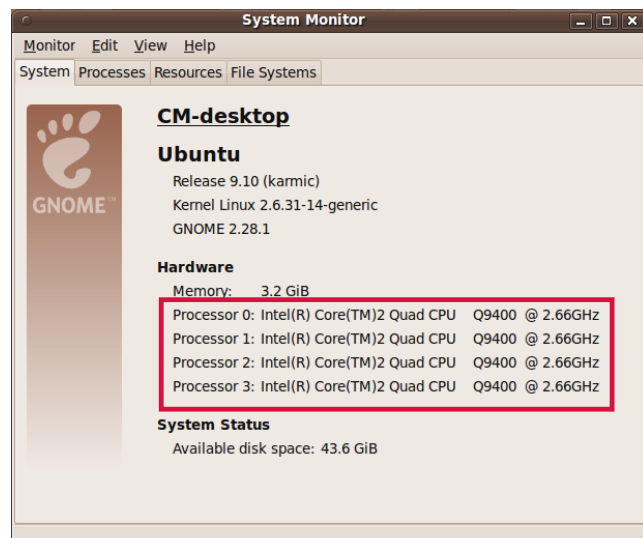 System Monitor
Monitor Edit View Help
System Processes Resources File Systems
CM-desktop
Ubuntu
Release 9.10 (karmic)
Kernel Linux 2.6.31-14-generic
GNOME 2.28.1
GNOME™
Hardware
Memory: 3.2 GiB
Processor 0: Intel(R) Core(TM)2 Quad CPU Q9400 @ 2.66GHz
Processor 1: Intel(R) Core(TM)2 Quad CPU Q9400 @ 2.66GHz
Processor 2: Intel(R) Core(TM)2 Quad CPU Q9400 @ 2.66GHz
Processor 3: Intel(R) Core(TM)2 Quad CPU Q9400 @ 2.66GHz
System Status
Available disk space: 43.6 GiB